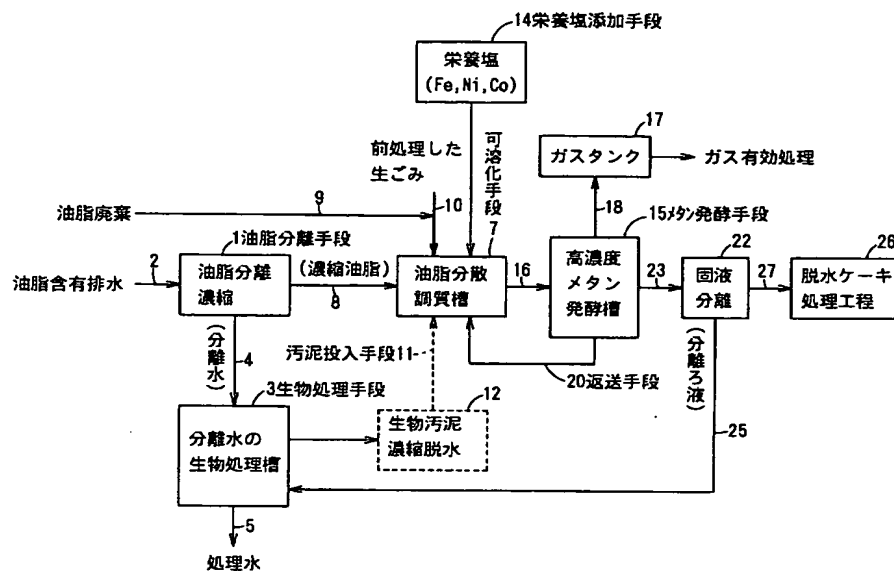 14栄養塩添加手段
栄養塩
(Fe,Ni,Co)
前処理した
生ごみ
可溶化手段
17
ガスタンク
ガス有効処理
油脂廃棄
9
10
18
1油脂分離手段
7
15メタン発酵手段
22
26
油脂含有排水
2
油脂分離
濃縮
(濃縮油脂)
8
油脂分散
調質槽
16
高濃度
メタン
発酵槽
23
固液
分離
27
脱水ケーキ
処理工程
(分離水)
4
汚泥投入手段11
20返送手段
(分離ろ液)
3生物処理手段
12
分離水の
生物処理槽
生物汚泥
濃縮脱水
25
5
処理水